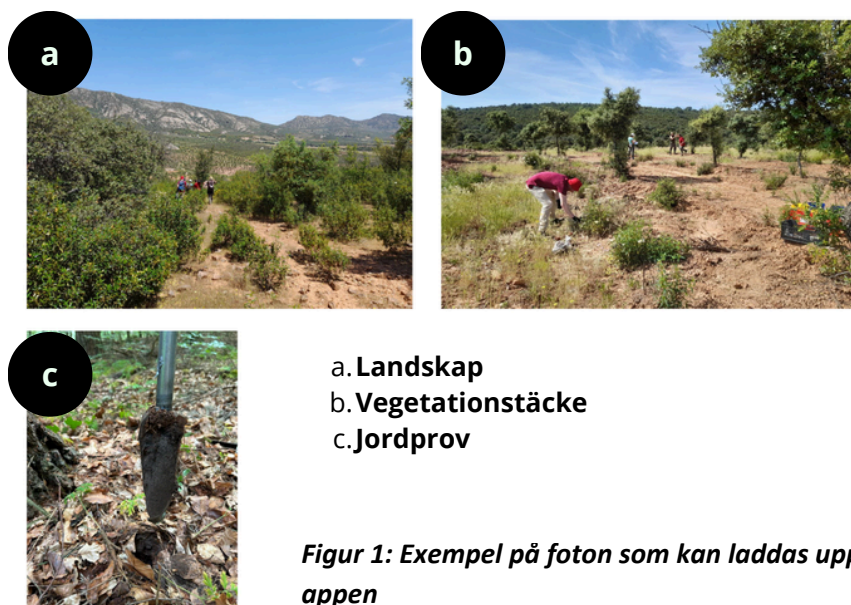 a
b
c
a. Landskap
b. Vegetationstäcke
c. Jordprov
Figur 1: Exempel på foton som kan laddas upp
appen